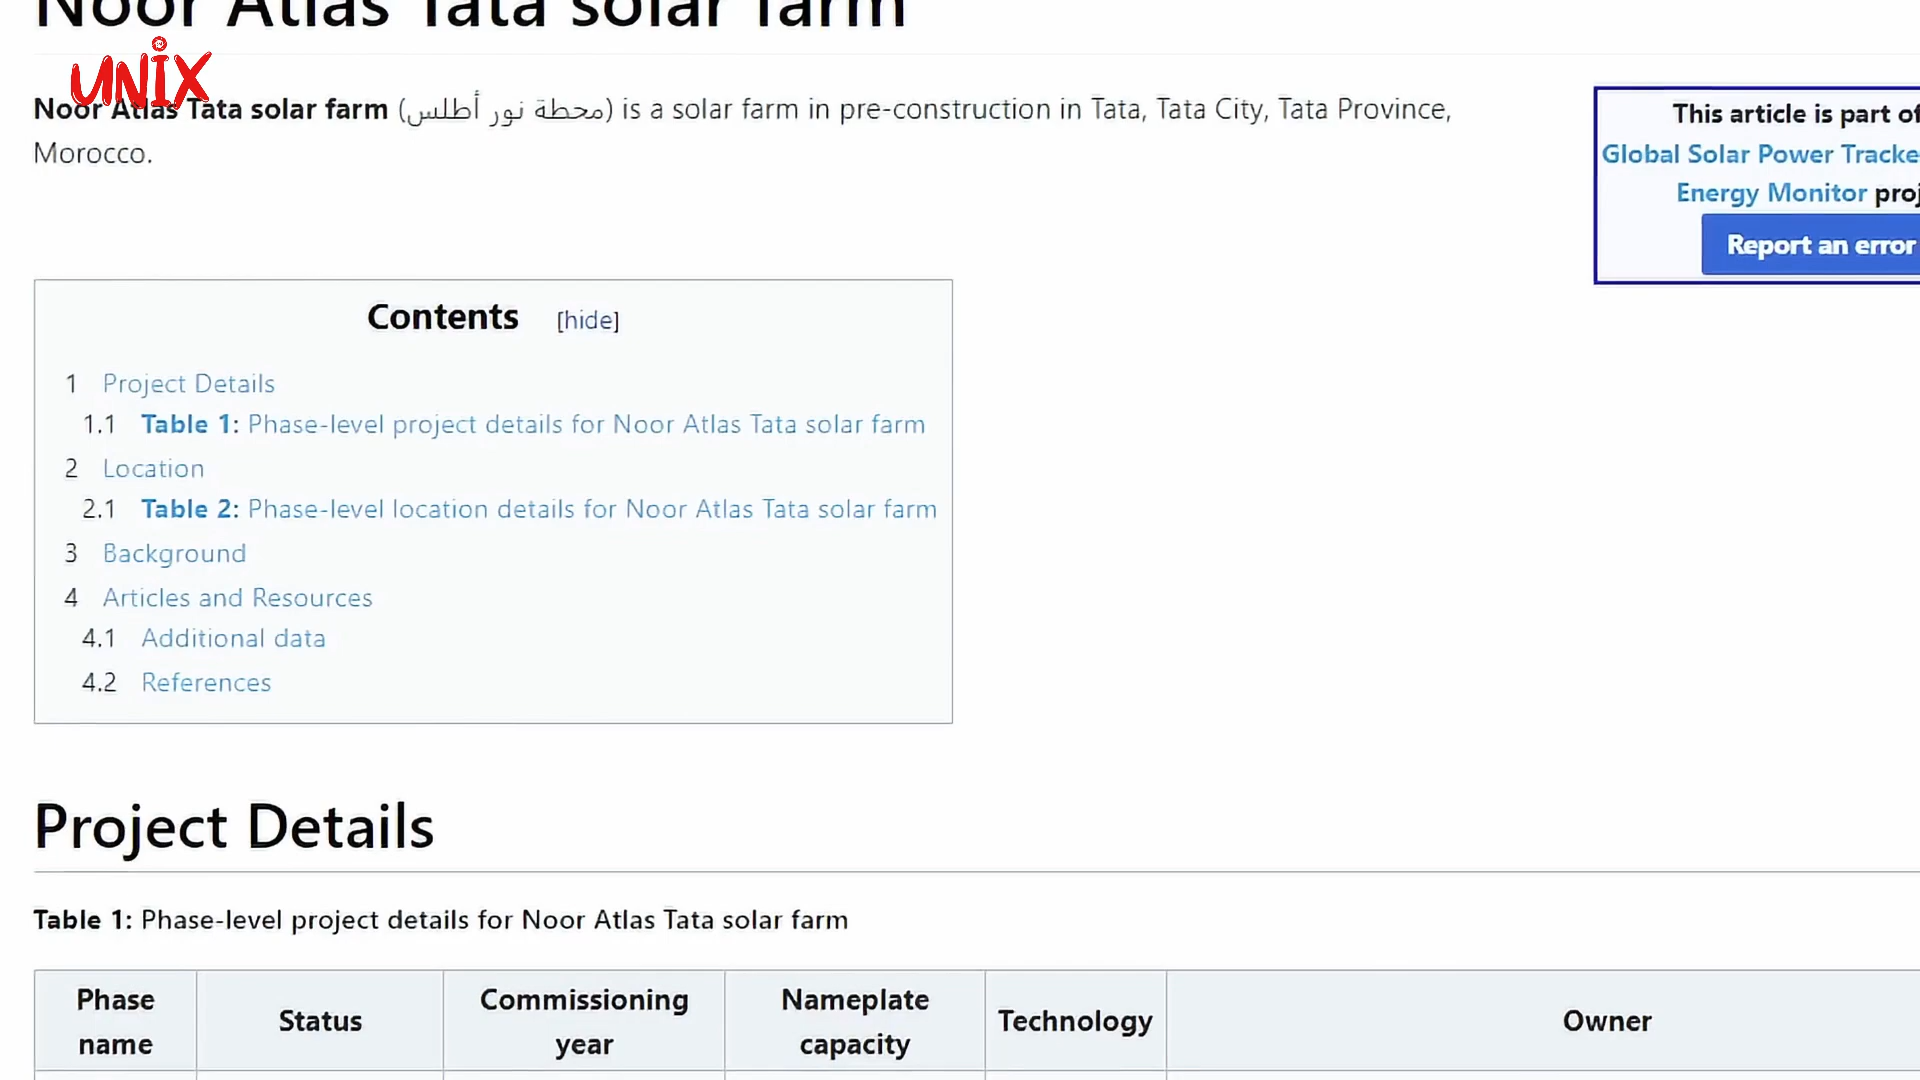 Noor Atlas Tata solar farm
UNIX
Noor Atlas Tata solar farm (محطة نور أطلس) is a solar farm in pre-construction in Tata, Tata City, Tata Province,
Morocco.
This article is part of
Global Solar Power Tracke
Energy Monitor proj
Report an error
Contents [hide]
1 Project Details
1.1 Table 1: Phase-level project details for Noor Atlas Tata solar farm
2 Location
2.1 Table 2: Phase-level location details for Noor Atlas Tata solar farm
3 Background
4 Articles and Resources
4.1 Additional data
4.2 References
Project Details
Table 1: Phase-level project details for Noor Atlas Tata solar farm
Phase name
Status
Commissioning year
Nameplate capacity
Technology
Owner